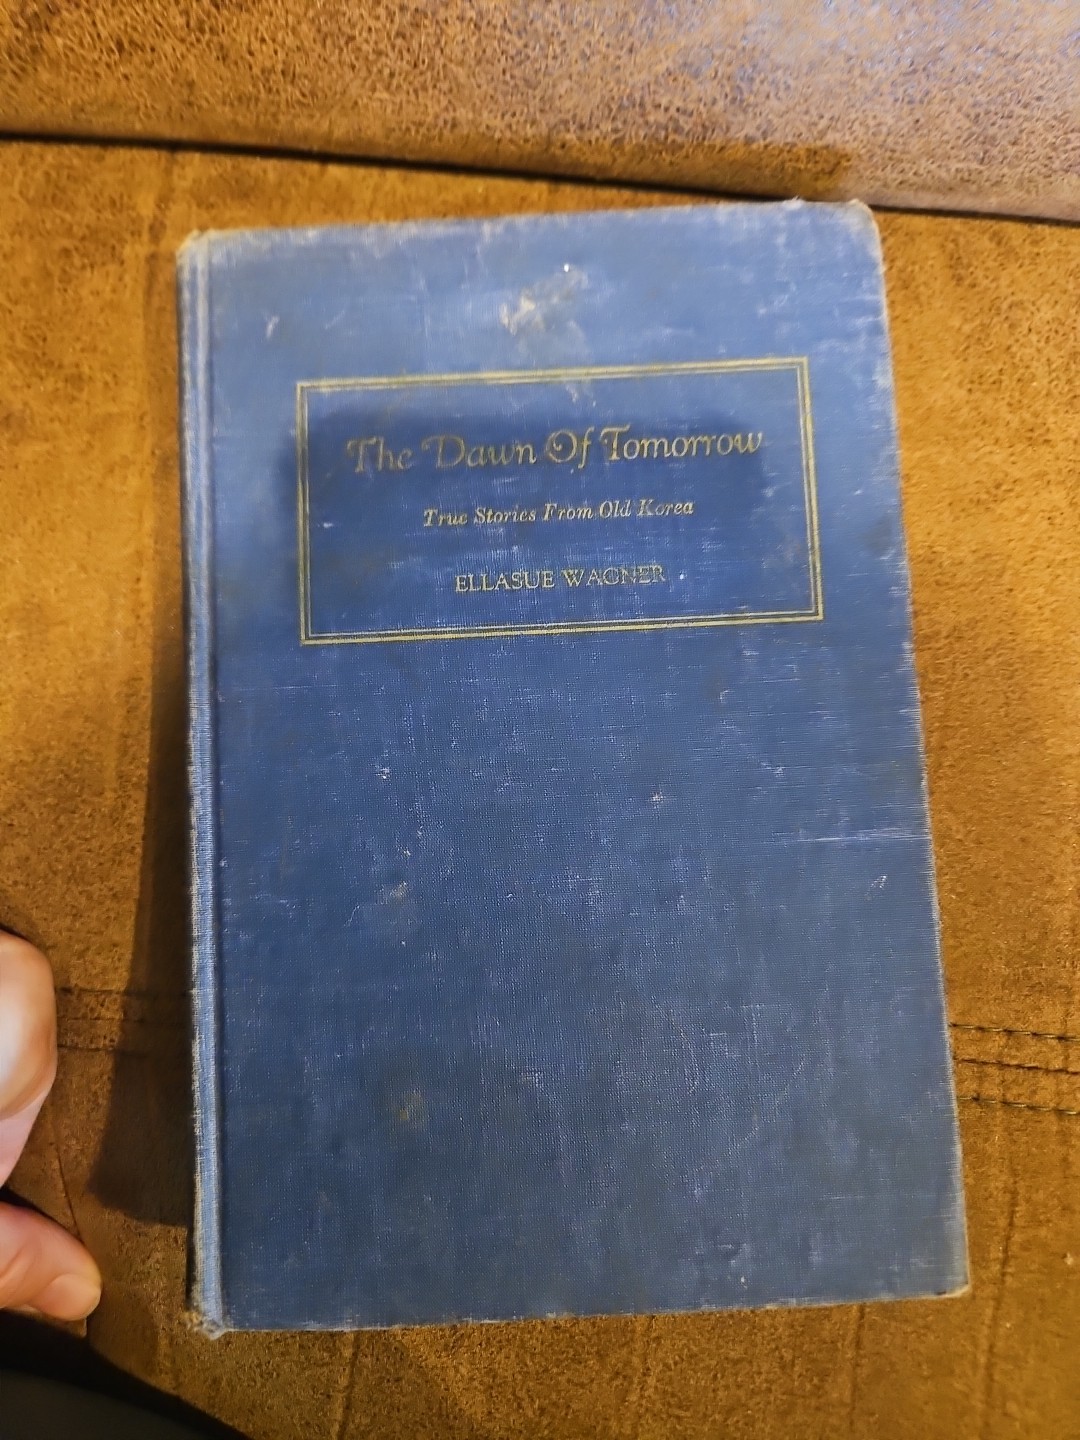 The Dawn Of Tomorrow
True Stories From Old Korea
ELLASUE WAGNER